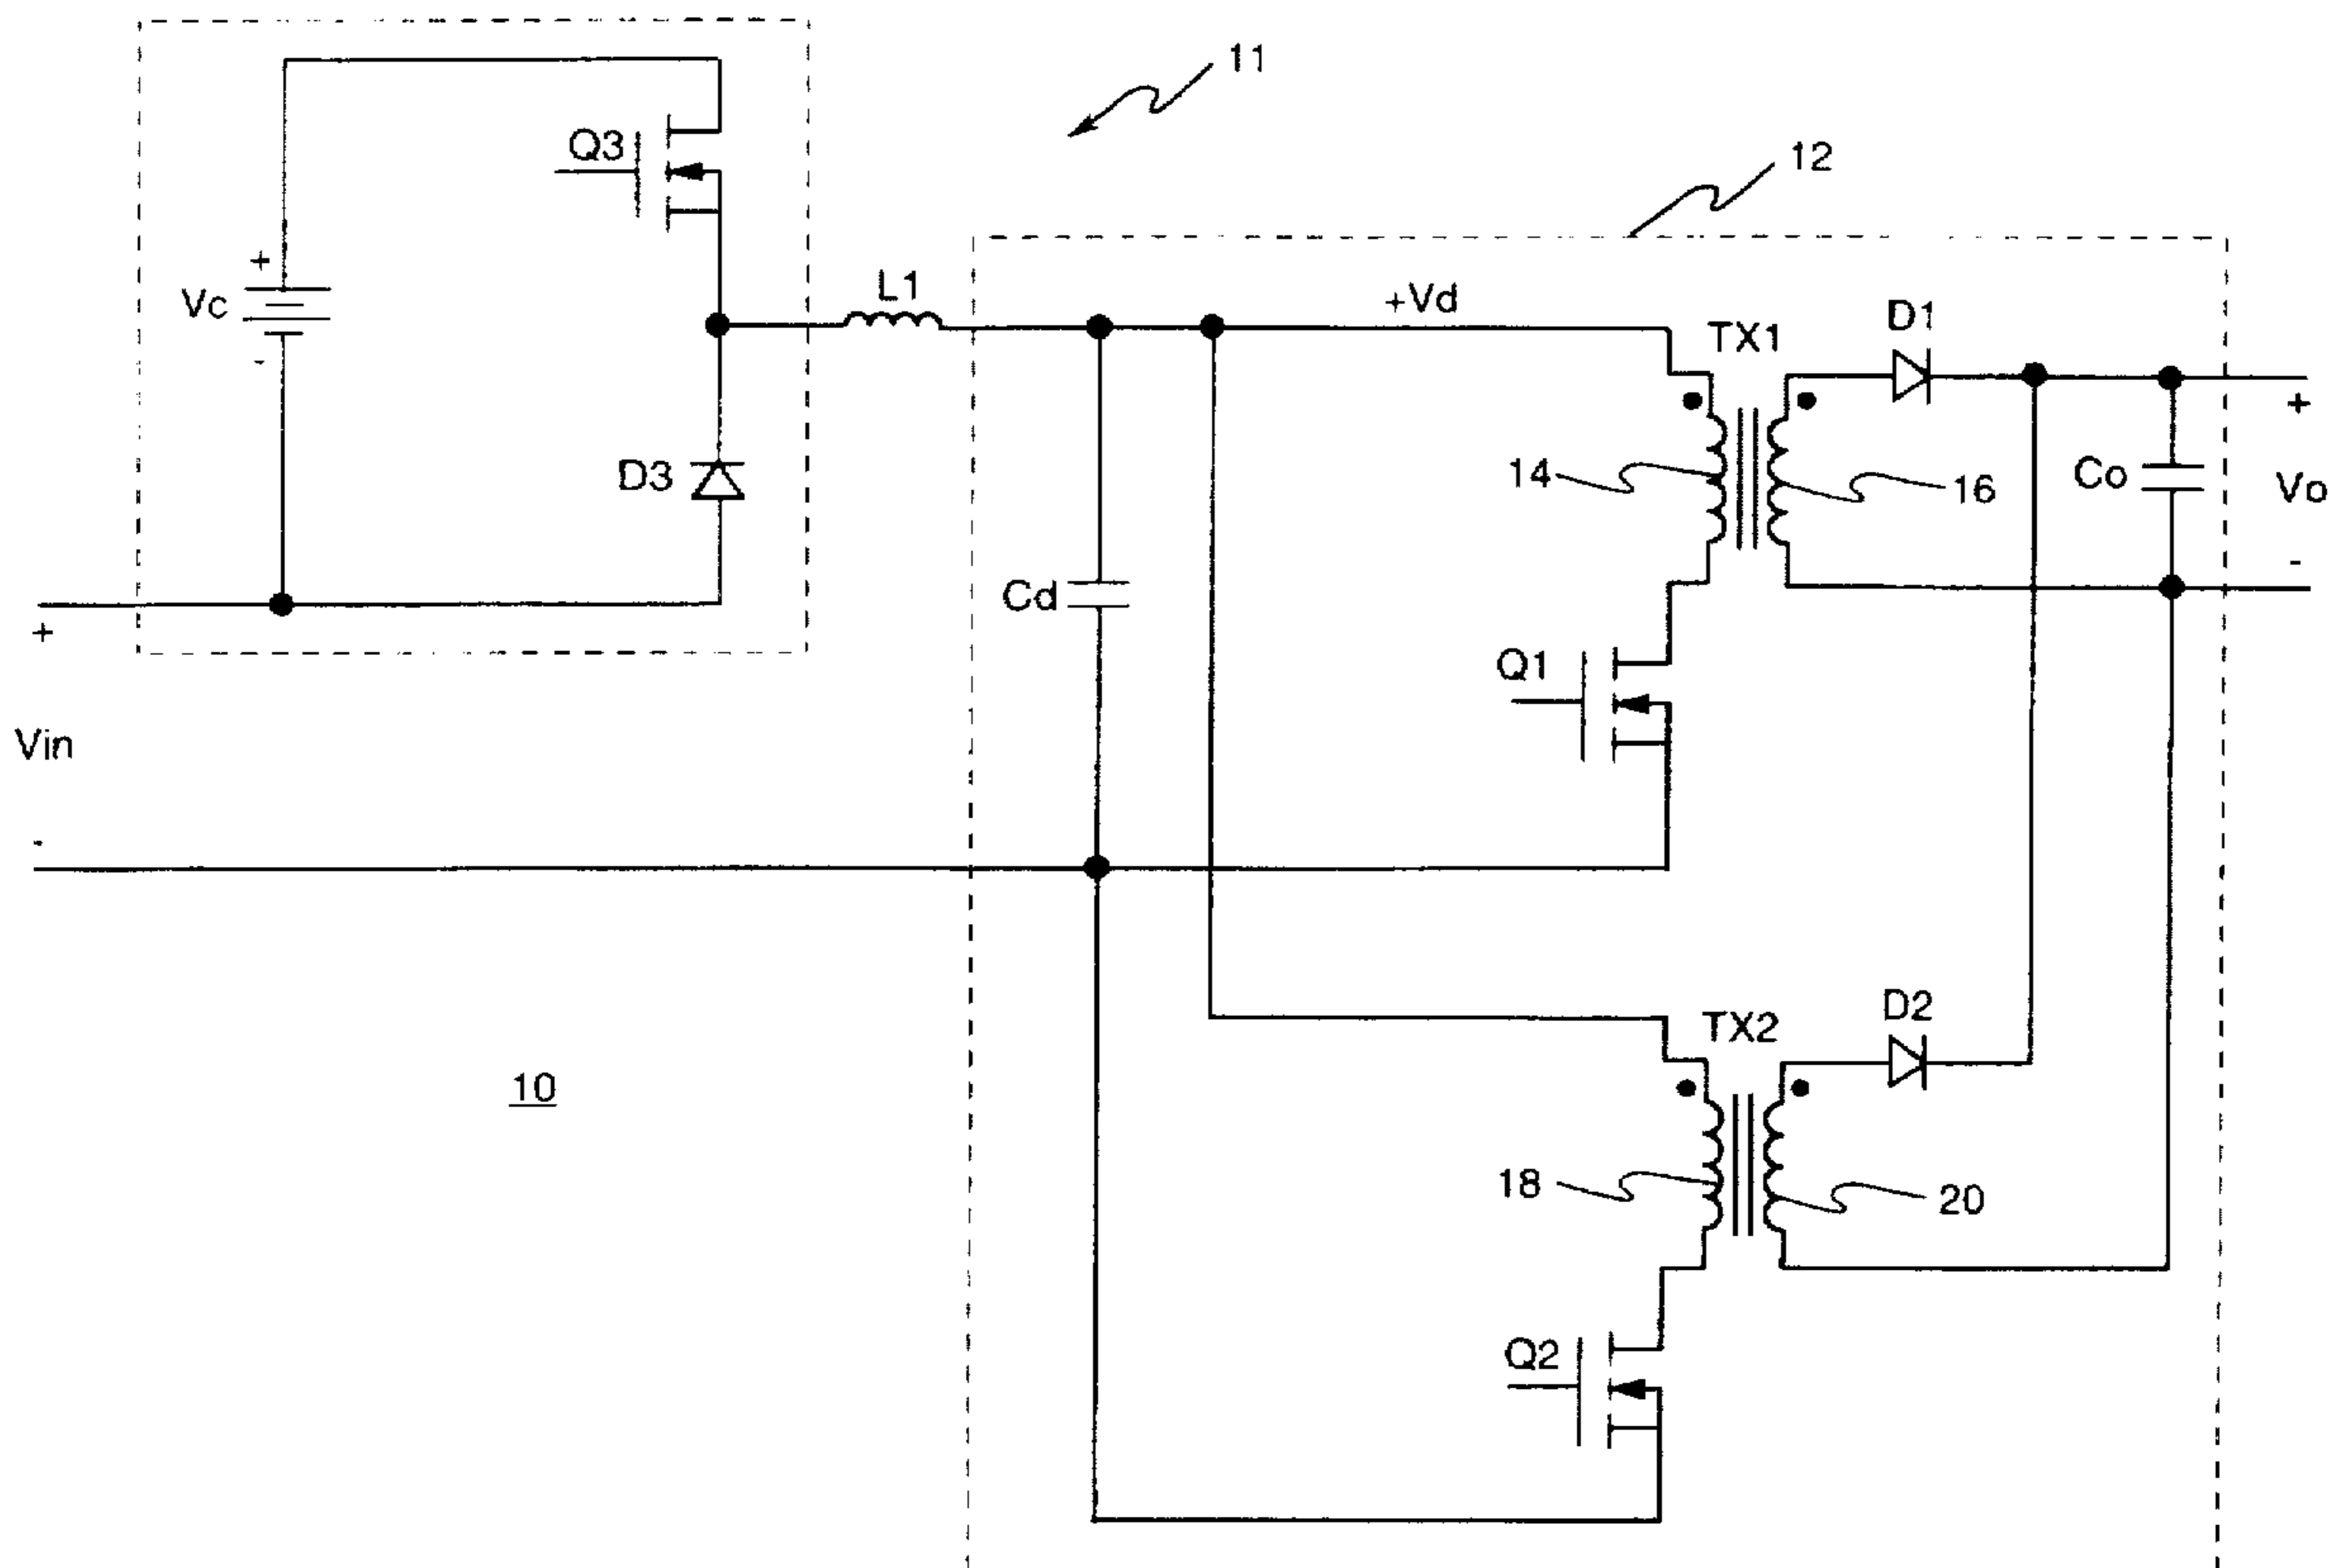 11
12
Q3
+
Vc
-
L1
+Vd
TX1
D1
+
D3
14
16
Co
Vo
Cd
+
-
Q1
Vin
-
10
TX2
D2
18
20
Q2